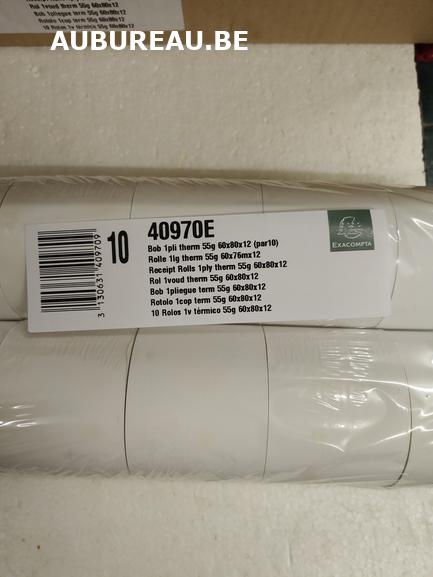 Rol 1voud therm 55g 60x80x12
Bob 1pliegue term 55g 60x80x12
Rotolo 1cop term 55g 60x80x12
10 Rolos 1v térmico 55g 60x80x12
AUBUREAU.BE
40970E
10
Bob 1pli therm 55g 60x80x12 (par10)
Rolle 1lg therm 55g 60x76mx12
Receipt Rolls 1ply therm 55g 60x80x12
Rol 1voud therm 55g 60x80x12
Bob 1pliegue term 55g 60x80x12
Rotolo 1cop term 55g 60x80x12
10 Rolos 1v térmico 55g 60x80x12
3 130631 409709
EXACOMPTA